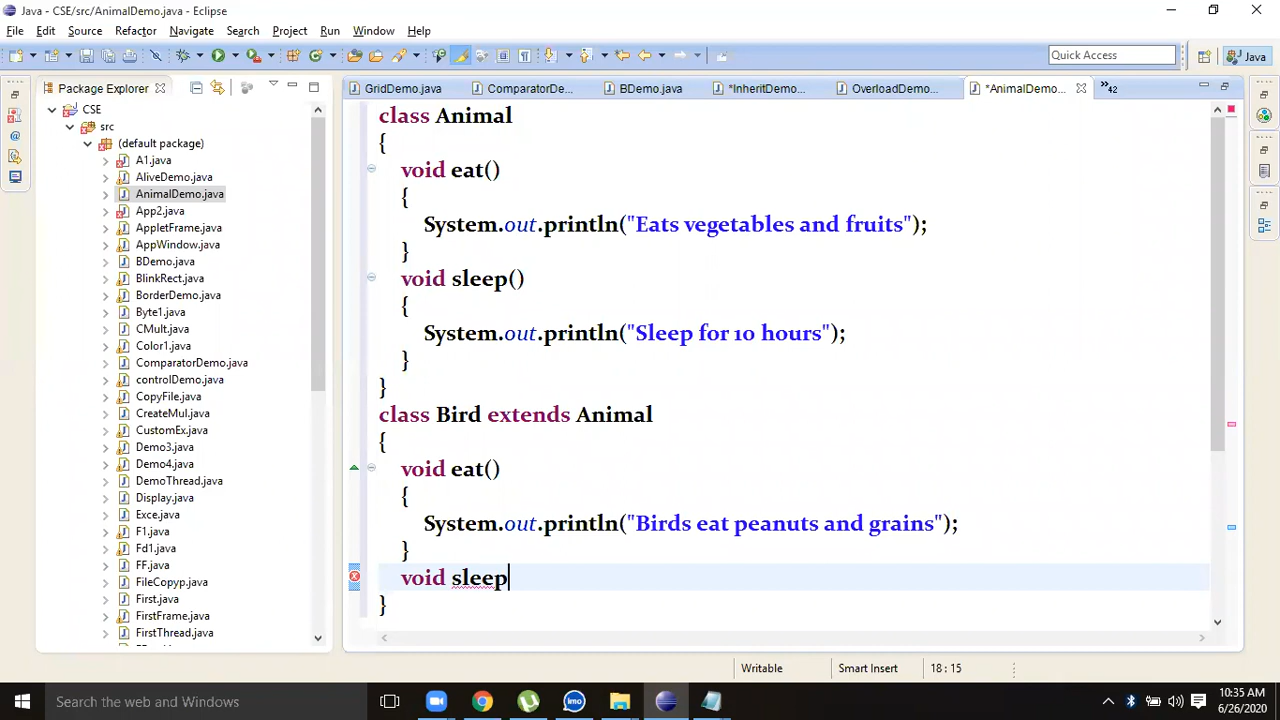 Java - CSE/src/AnimalDemo.java - Eclipse
File Edit Source Refactor Navigate Search Project Run Window Help
Quick Access
Java
Package Explorer
GridDemo.java
ComparatorDe...
BDemo.java
*InheritDemo...
OverloadDemo...
*AnimalDemo...
»42
CSE
src
(default package)
A1.java
AliveDemo.java
AnimalDemo.java
App2.java
AppletFrame.java
AppWindow.java
BDemo.java
BlinkRect.java
BorderDemo.java
Byte1.java
CMult.java
Color1.java
ComparatorDemo.java
controlDemo.java
CopyFile.java
CreateMul.java
CustomEx.java
Demo3.java
Demo4.java
DemoThread.java
Display.java
Exce.java
F1.java
Fd1.java
FF.java
FileCopyp.java
First.java
FirstFrame.java
FirstThread.java
class Animal
{
void eat()
{
System.out.println("Eats vegetables and fruits");
}
void sleep()
{
System.out.println("Sleep for 10 hours");
}
}
class Bird extends Animal
{
void eat()
{
System.out.println("Birds eat peanuts and grains");
}
void sleep
}
Writable
Smart Insert
18 : 15
Search the web and Windows
imo
10:35 AM
6/26/2020